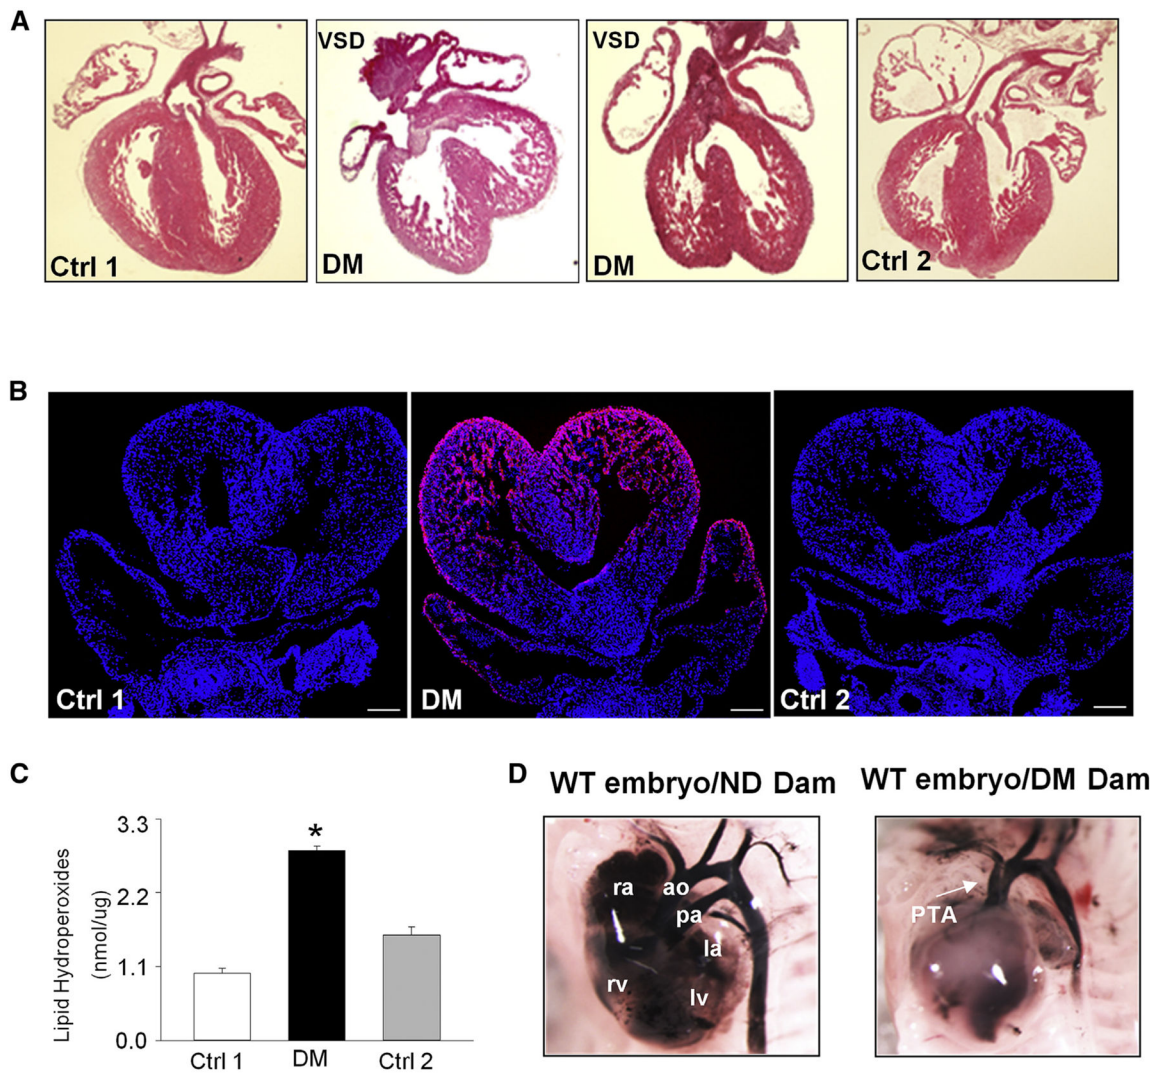 A
VSD
VSD
Ctrl 1
DM
DM
Ctrl 2
B
Ctrl 1
DM
Ctrl 2
C
D
WT embryo/ND Dam
WT embryo/DM Dam
Lipid Hydroperoxides
(nmol/ug)
3.3
2.2
1.1
0.0
*
Ctrl 1
DM
Ctrl 2
ra
ao
pa
la
rv
lv
PTA